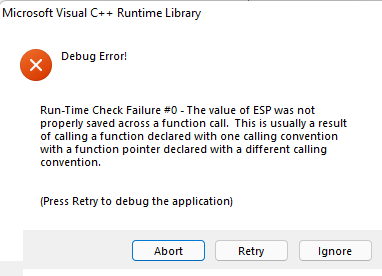 Microsoft Visual C++ Runtime Library
Debug Error!
Run-Time Check Failure #0 - The value of ESP was not
properly saved across a function call.  This is usually a result
of calling a function declared with one calling convention
with a function pointer declared with a different calling
convention.
(Press Retry to debug the application)
Abort Retry Ignore